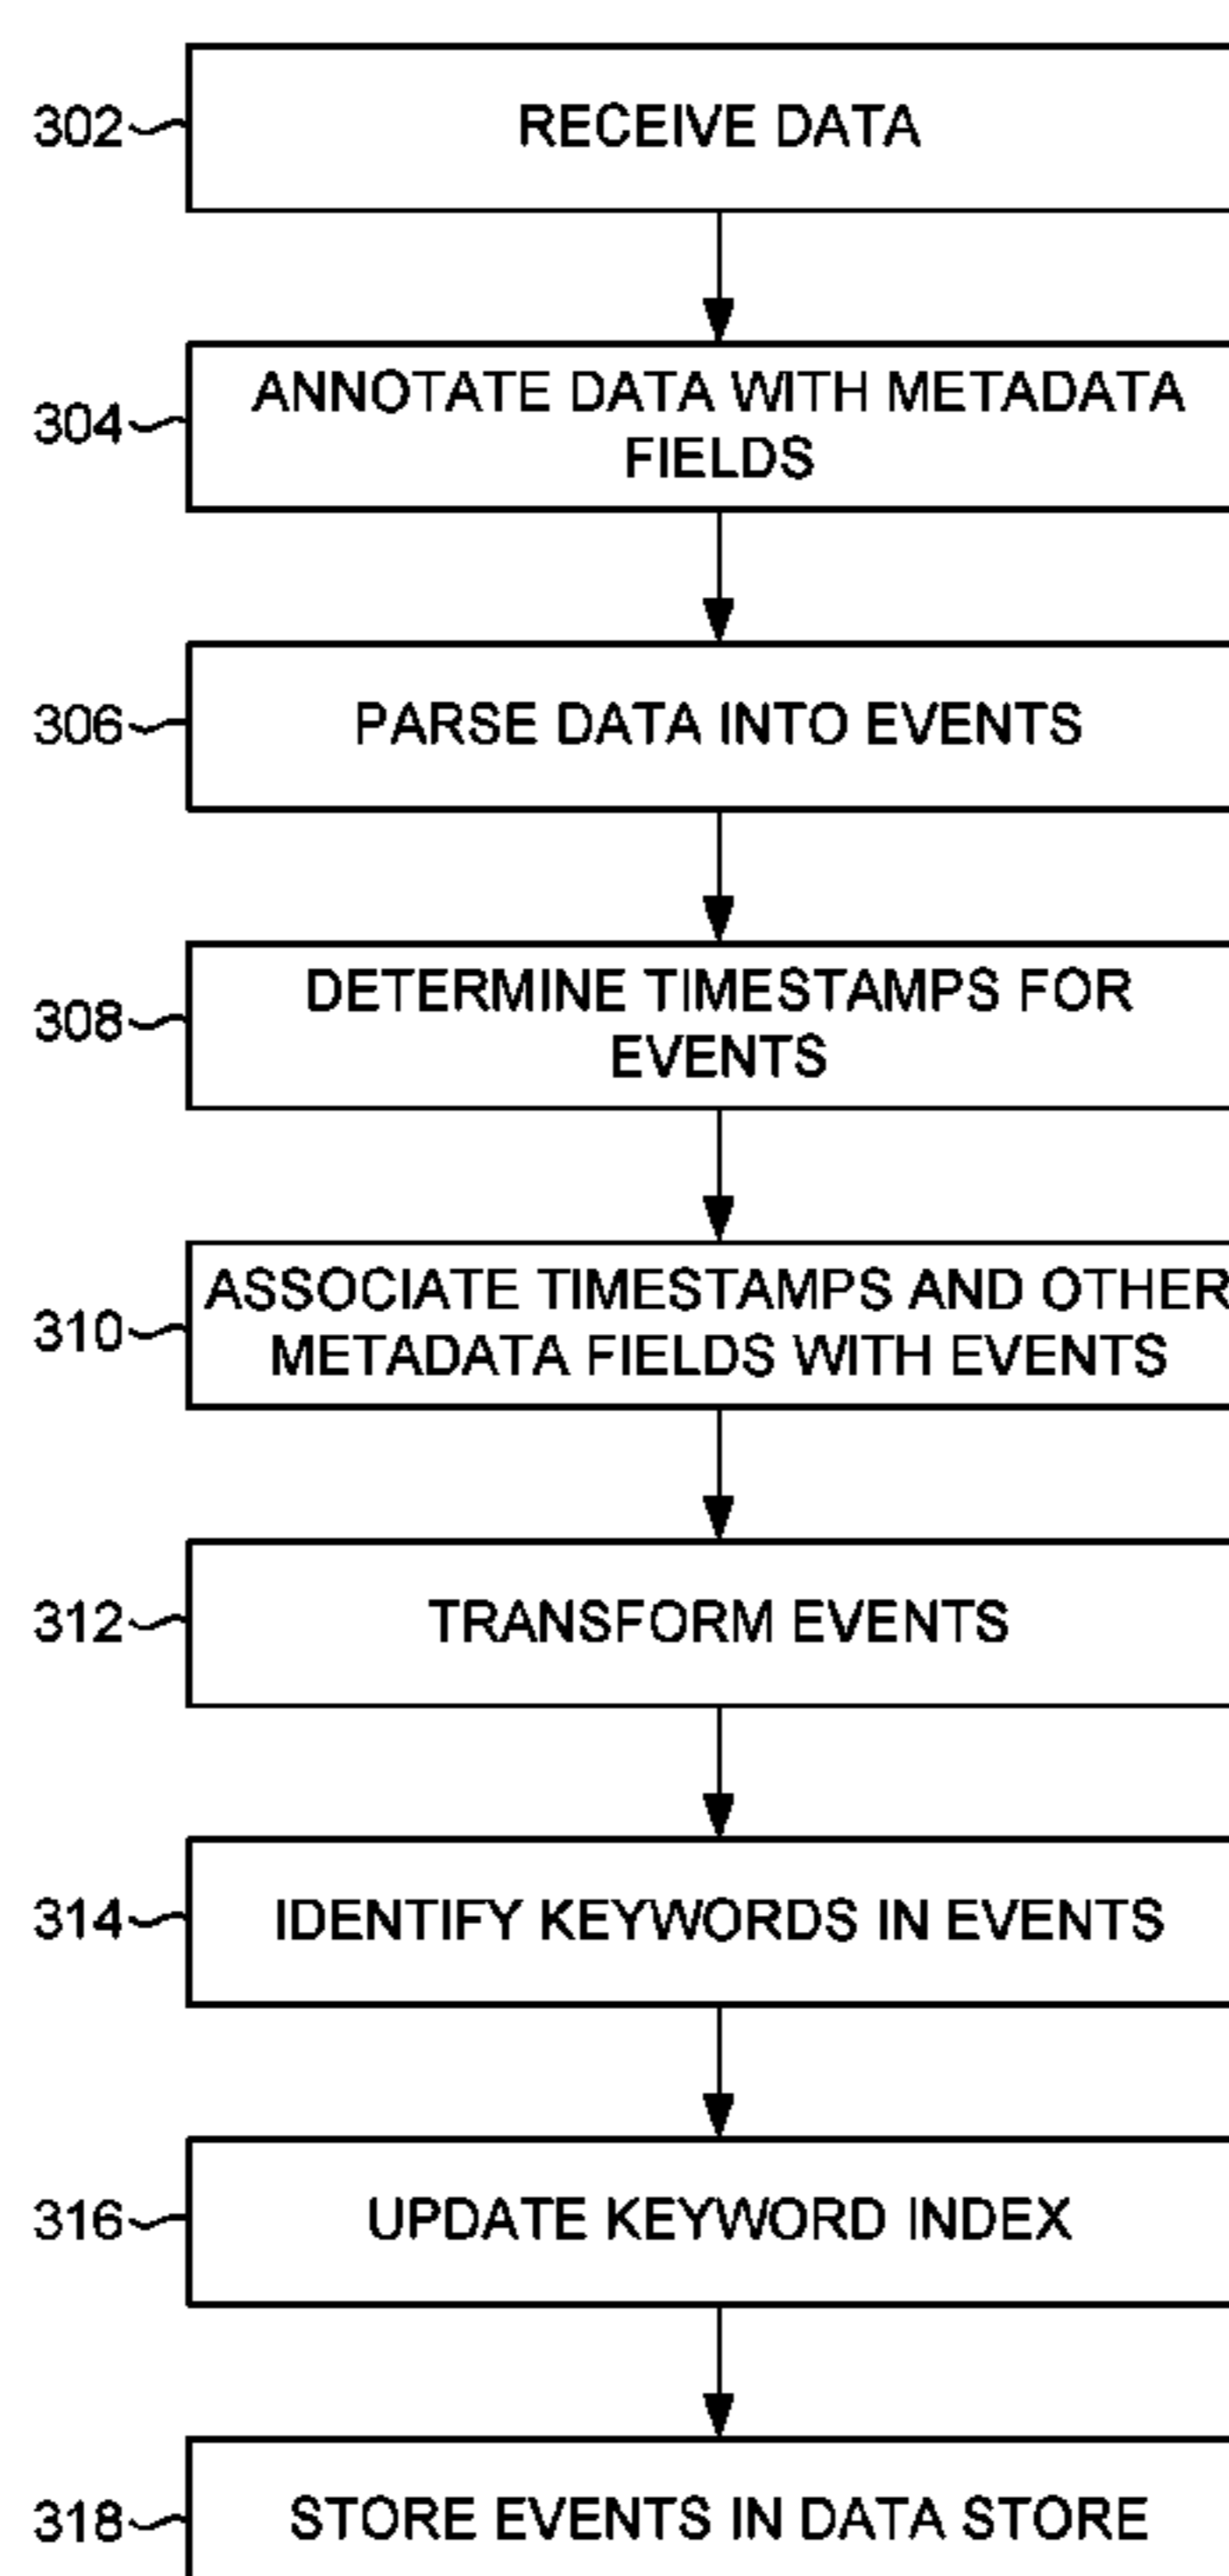 302
RECEIVE DATA
304
ANNOTATE DATA WITH METADATA
FIELDS
306
PARSE DATA INTO EVENTS
308
DETERMINE TIMESTAMPS FOR
EVENTS
310
ASSOCIATE TIMESTAMPS AND OTHER
METADATA FIELDS WITH EVENTS
312
TRANSFORM EVENTS
314
IDENTIFY KEYWORDS IN EVENTS
316
UPDATE KEYWORD INDEX
318
STORE EVENTS IN DATA STORE